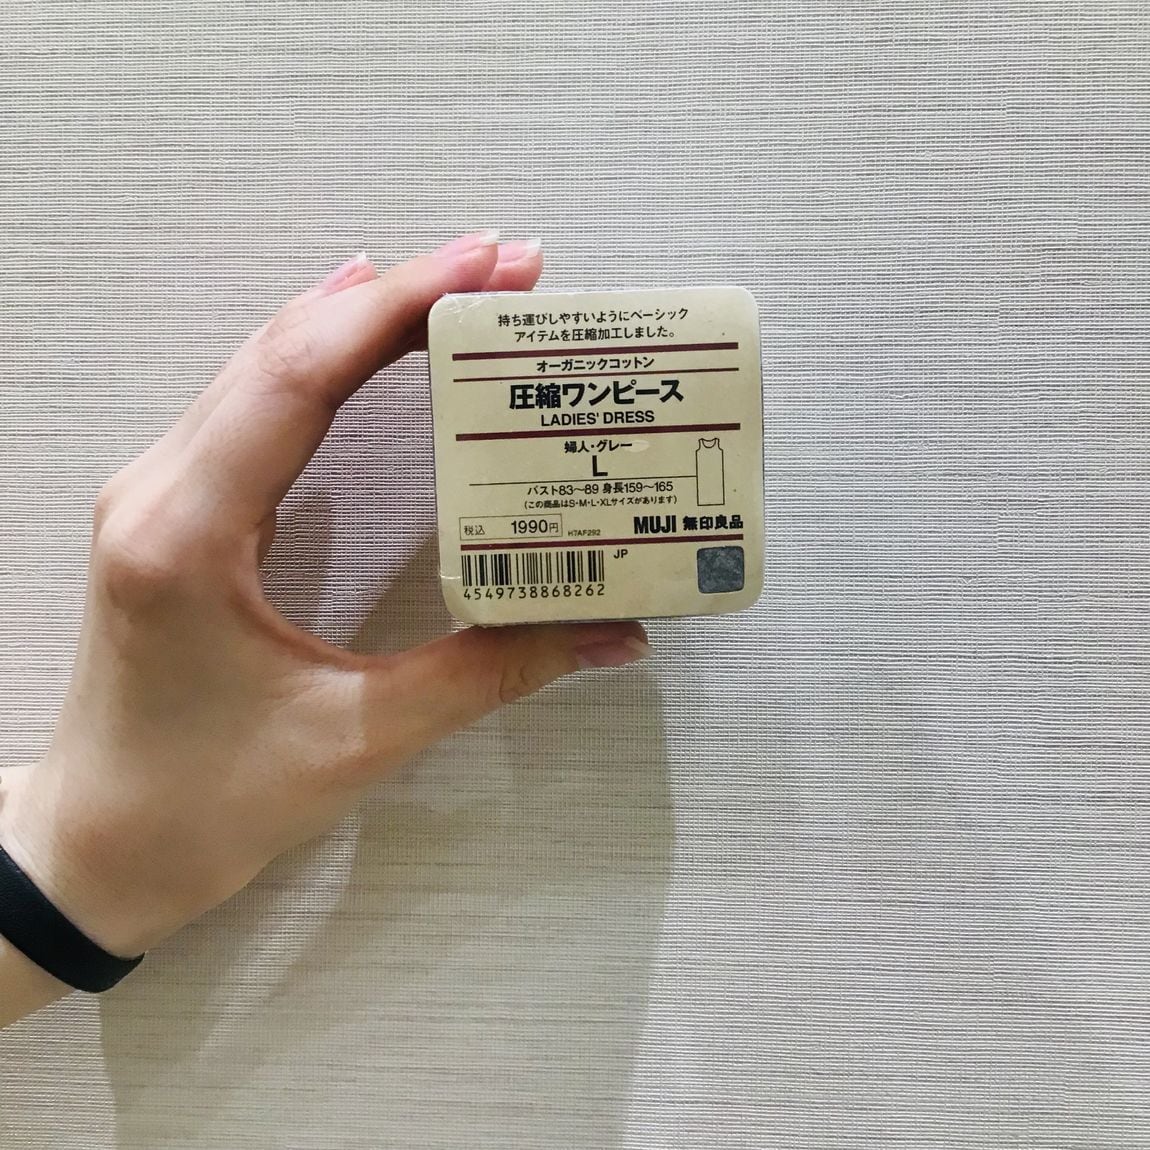 持ち運びしやすいようにベーシック
アイテムを圧縮加工しました。
オーガニックコットン
圧縮ワンピース
LADIES' DRESS
婦人・グレー
L
バスト83〜89 身長159〜165
(この商品はS・M・L・XLサイズがあります)
税込 1990円 H7AF292 MUJI 無印良品
JP
4549738868262